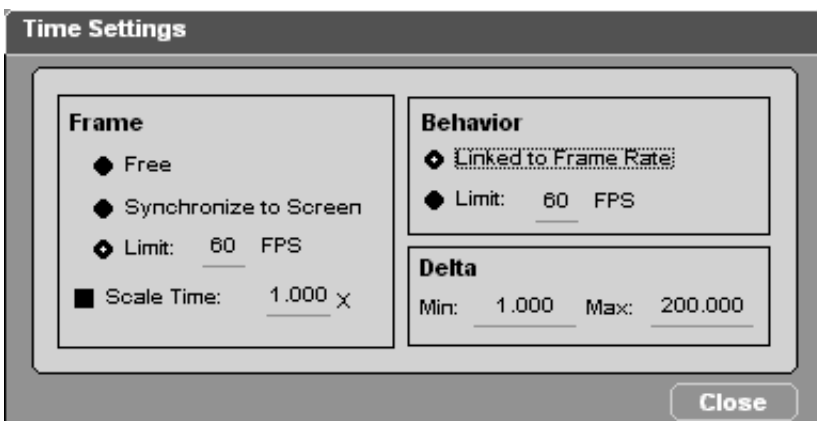 Time Settings
Frame
Free
Synchronize to Screen
Limit: 60 FPS
Scale Time: 1.000 X
Behavior
Linked to Frame Rate
Limit: 60 FPS
Delta
Min: 1.000 Max: 200.000
Close